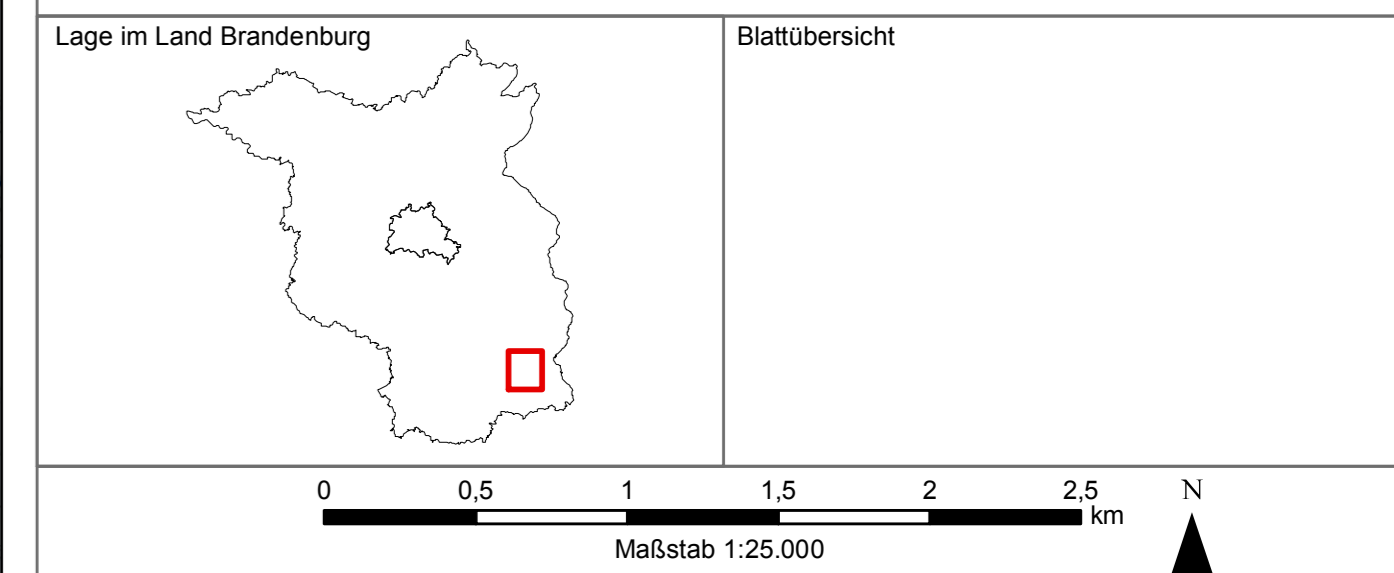 Lage im Land Brandenburg
Blattübersicht
0 0,5 1 1,5 2 2,5
km
N
Maßstab 1:25.000